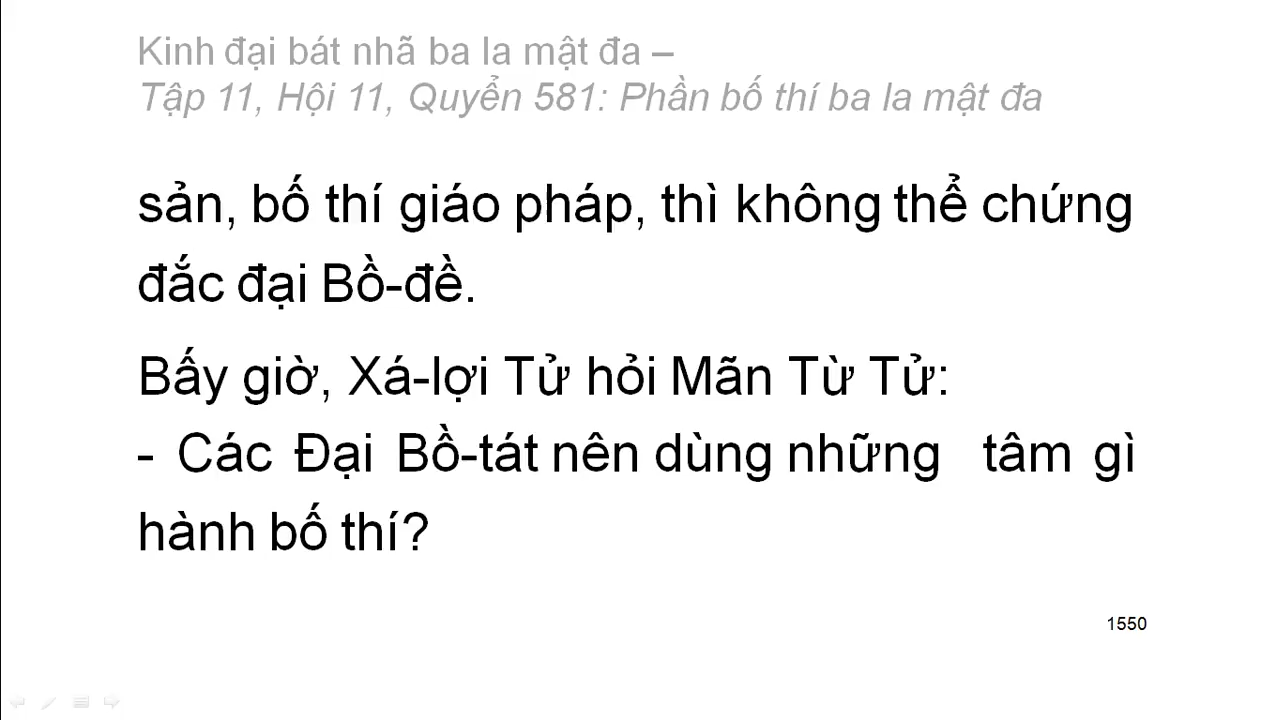 Kinh đại bát nhã ba la mật đa –
Tập 11, Hội 11, Quyển 581: Phần bố thí ba la mật đa
sản, bố thí giáo pháp, thì không thể chứng
đắc đại Bồ-đề.
Bấy giờ, Xá-lợi Tử hỏi Mãn Từ Tử:
- Các Đại Bồ-tát nên dùng những tâm gì
hành bố thí?
1550